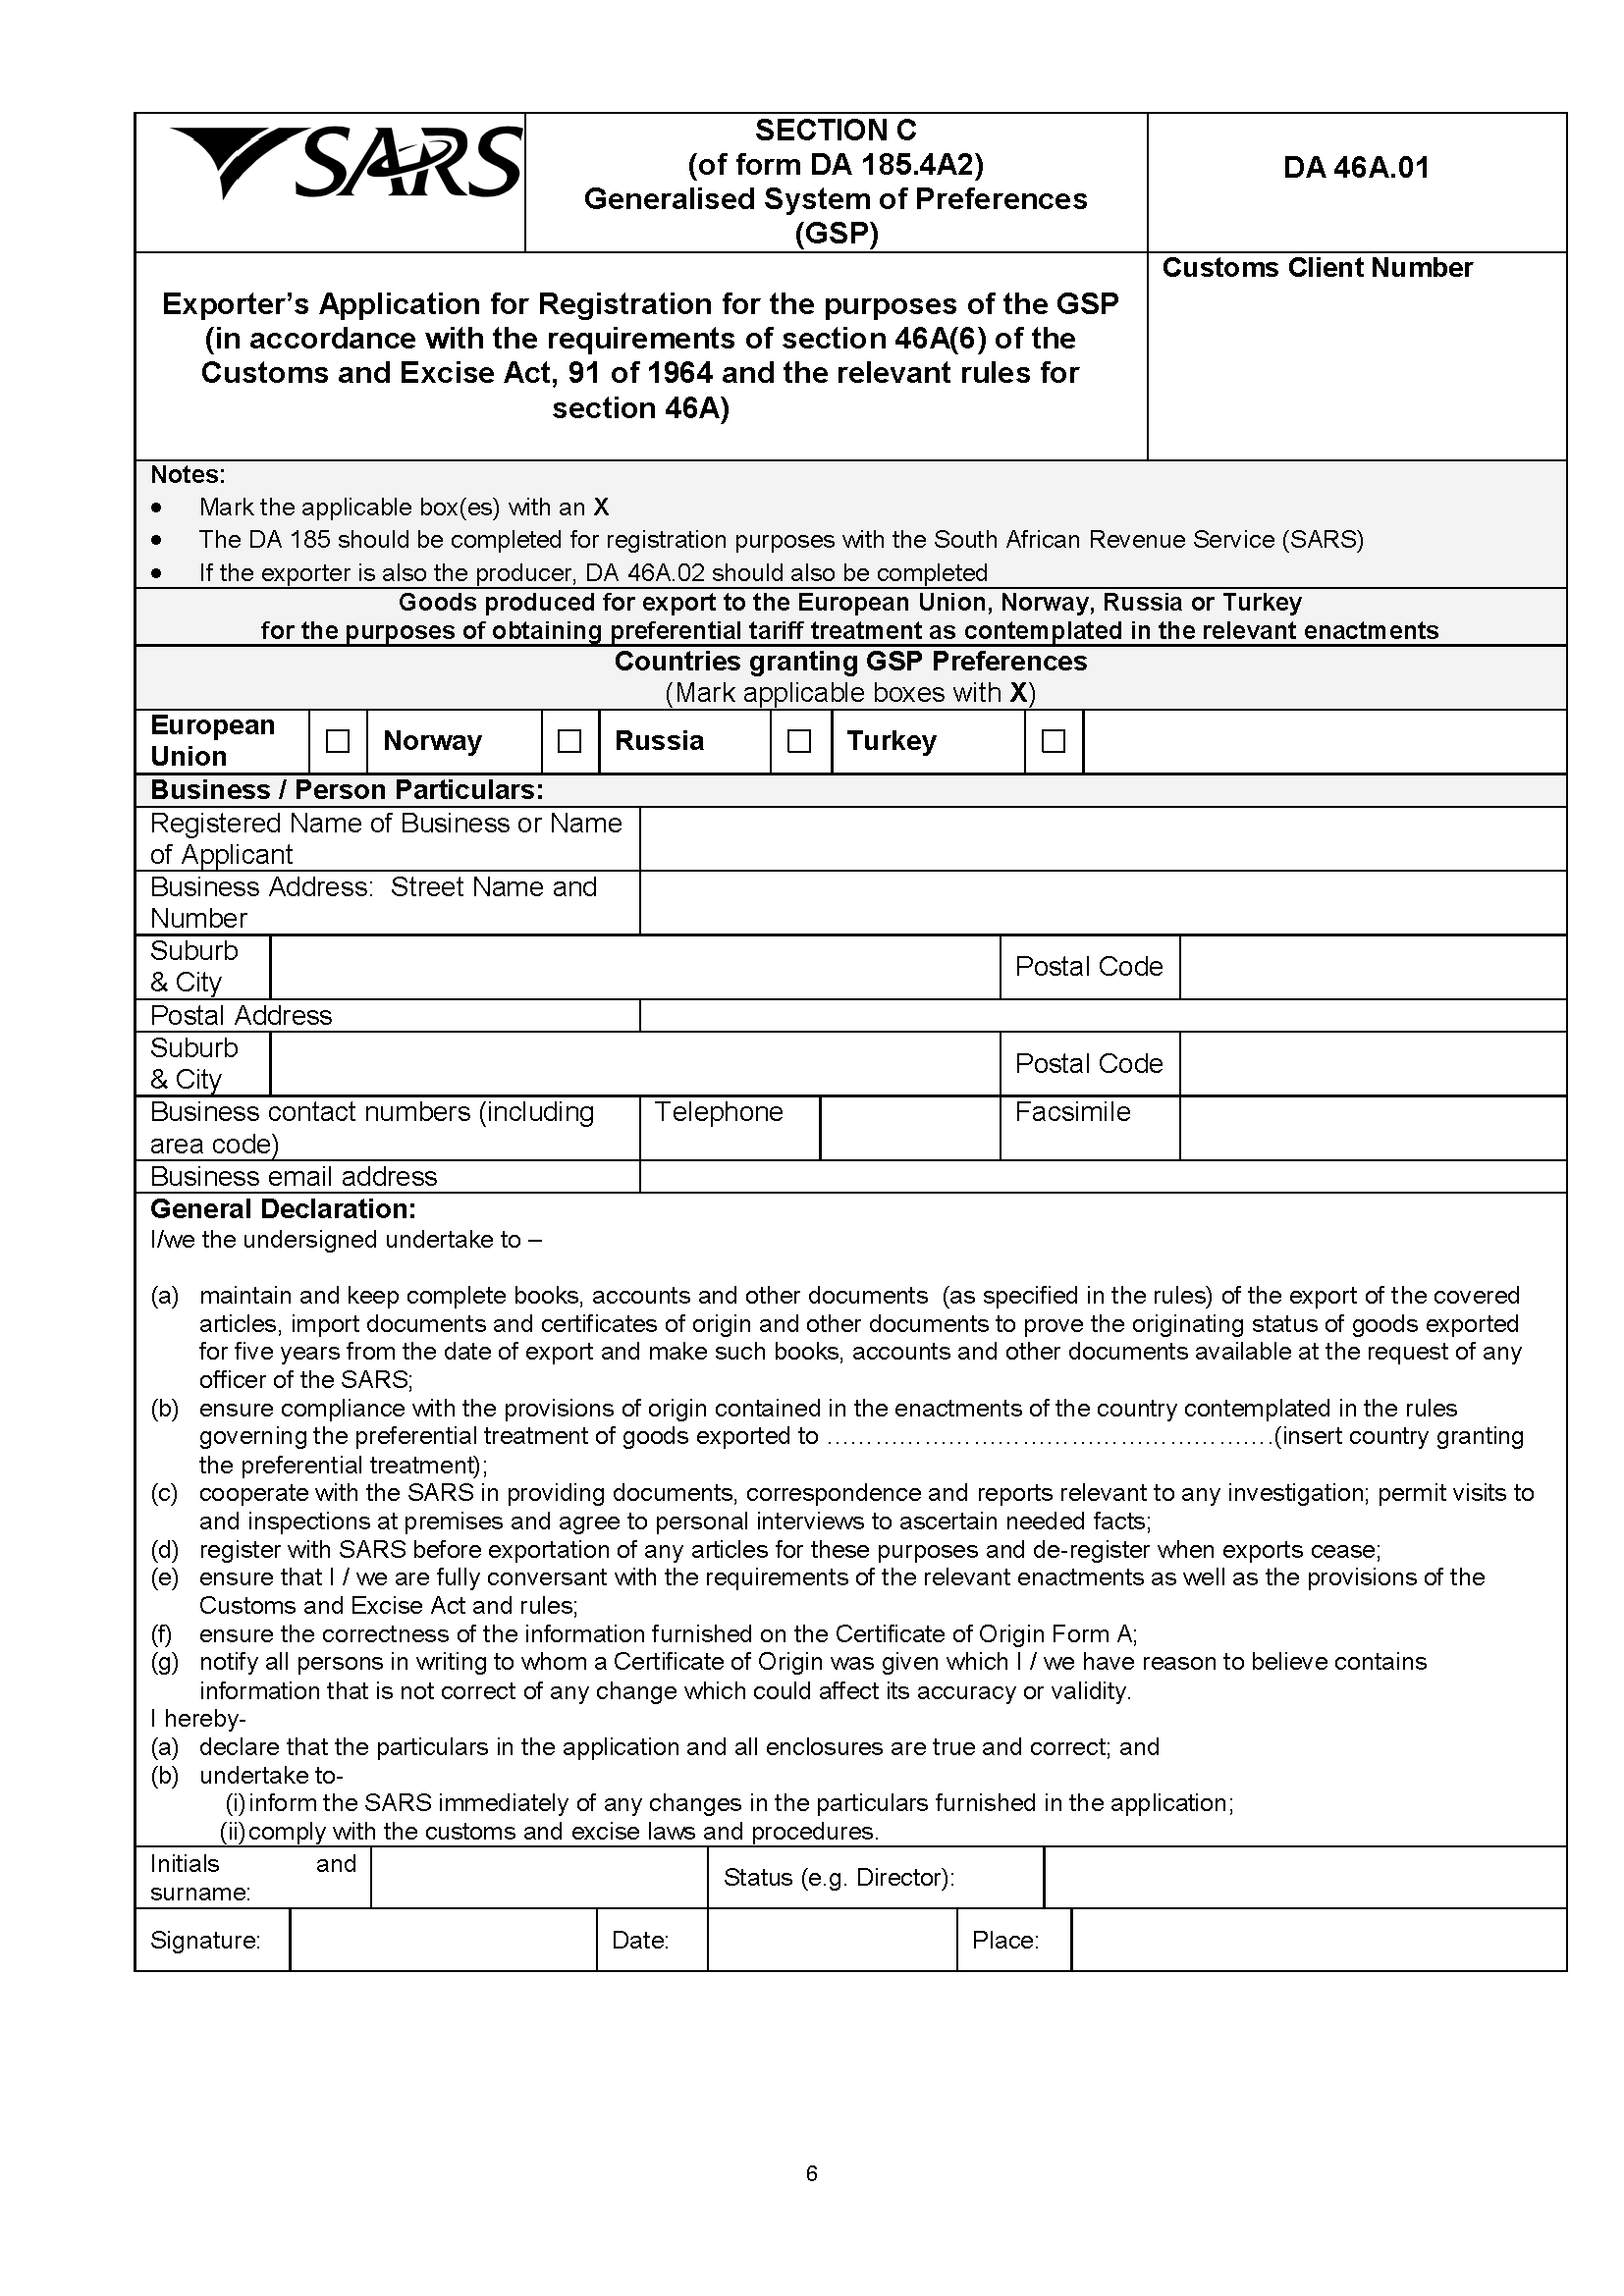 SARS
SECTION C
(of form DA 185.4A2)
Generalised System of Preferences
(GSP)
DA 46A.01
Exporter’s Application for Registration for the purposes of the GSP
(in accordance with the requirements of section 46A(6) of the
Customs and Excise Act, 91 of 1964 and the relevant rules for
section 46A)
Customs Client Number
Notes:
• Mark the applicable box(es) with an X
• The DA 185 should be completed for registration purposes with the South African Revenue Service (SARS)
• If the exporter is also the producer, DA 46A.02 should also be completed
Goods produced for export to the European Union, Norway, Russia or Turkey
for the purposes of obtaining preferential tariff treatment as contemplated in the relevant enactments
Countries granting GSP Preferences
(Mark applicable boxes with X)
European
Union ☐ Norway ☐ Russia ☐ Turkey ☐
Business / Person Particulars:
Registered Name of Business or Name
of Applicant
Business Address:  Street Name and
Number
Suburb
& City
Postal Code
Postal Address
Suburb
& City
Postal Code
Business contact numbers (including
area code)
Telephone
Facsimile
Business email address
General Declaration:
I/we the undersigned undertake to –
(a) maintain and keep complete books, accounts and other documents  (as specified in the rules) of the export of the covered
articles, import documents and certificates of origin and other documents to prove the originating status of goods exported
for five years from the date of export and make such books, accounts and other documents available at the request of any
officer of the SARS;
(b) ensure compliance with the provisions of origin contained in the enactments of the country contemplated in the rules
governing the preferential treatment of goods exported to ……………………………………………….(insert country granting
the preferential treatment);
(c) cooperate with the SARS in providing documents, correspondence and reports relevant to any investigation; permit visits to
and inspections at premises and agree to personal interviews to ascertain needed facts;
(d) register with SARS before exportation of any articles for these purposes and de-register when exports cease;
(e) ensure that I / we are fully conversant with the requirements of the relevant enactments as well as the provisions of the
Customs and Excise Act and rules;
(f) ensure the correctness of the information furnished on the Certificate of Origin Form A;
(g) notify all persons in writing to whom a Certificate of Origin was given which I / we have reason to believe contains
information that is not correct of any change which could affect its accuracy or validity.
I hereby-
(a) declare that the particulars in the application and all enclosures are true and correct; and
(b) undertake to-
(i) inform the SARS immediately of any changes in the particulars furnished in the application;
(ii) comply with the customs and excise laws and procedures.
Initials and
surname:
Status (e.g. Director):
Signature:
Date:
Place:
6